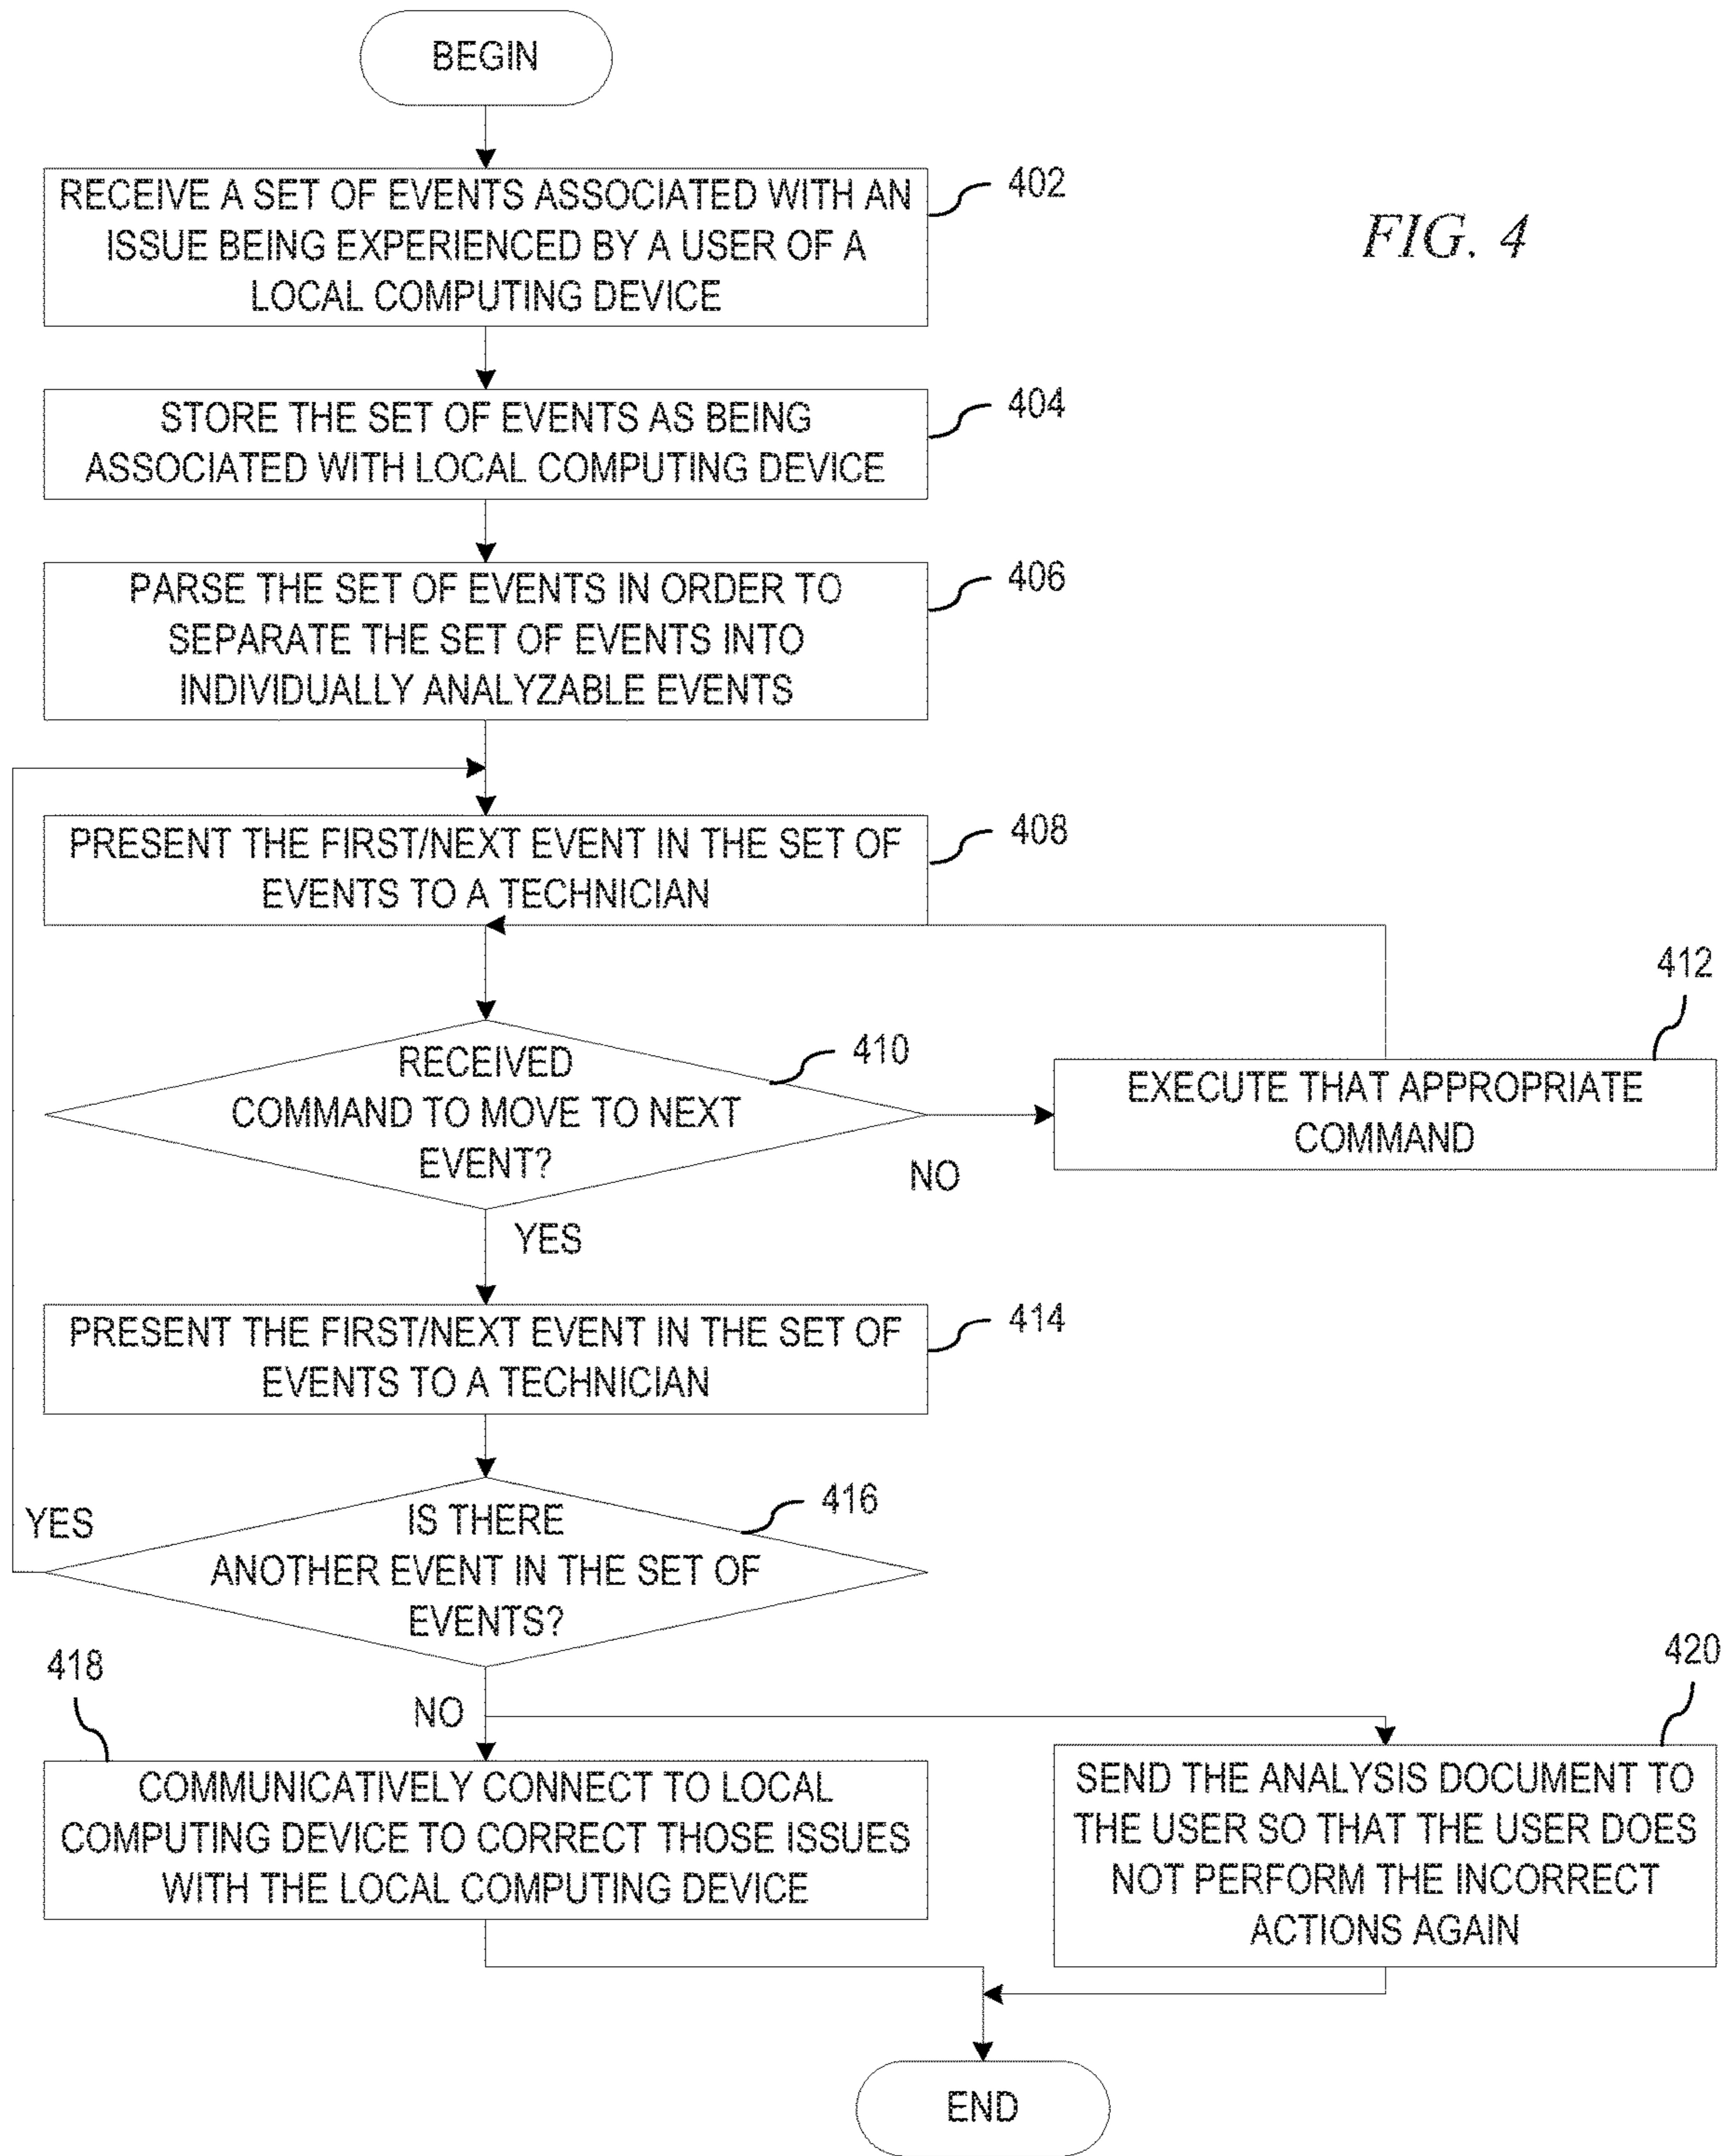 BEGIN
RECEIVE A SET OF EVENTS ASSOCIATED WITH AN
ISSUE BEING EXPERIENCED BY A USER OF A
LOCAL COMPUTING DEVICE
402
FIG. 4
STORE THE SET OF EVENTS AS BEING
ASSOCIATED WITH LOCAL COMPUTING DEVICE
404
PARSE THE SET OF EVENTS IN ORDER TO
SEPARATE THE SET OF EVENTS INTO
INDIVIDUALLY ANALYZABLE EVENTS
406
PRESENT THE FIRST/NEXT EVENT IN THE SET OF
EVENTS TO A TECHNICIAN
408
RECEIVED
COMMAND TO MOVE TO NEXT
EVENT?
410
NO
412
EXECUTE THAT APPROPRIATE
COMMAND
YES
PRESENT THE FIRST/NEXT EVENT IN THE SET OF
EVENTS TO A TECHNICIAN
414
IS THERE
ANOTHER EVENT IN THE SET OF
EVENTS?
416
YES
NO
418
COMMUNICATIVELY CONNECT TO LOCAL
COMPUTING DEVICE TO CORRECT THOSE ISSUES
WITH THE LOCAL COMPUTING DEVICE
420
SEND THE ANALYSIS DOCUMENT TO
THE USER SO THAT THE USER DOES
NOT PERFORM THE INCORRECT
ACTIONS AGAIN
END